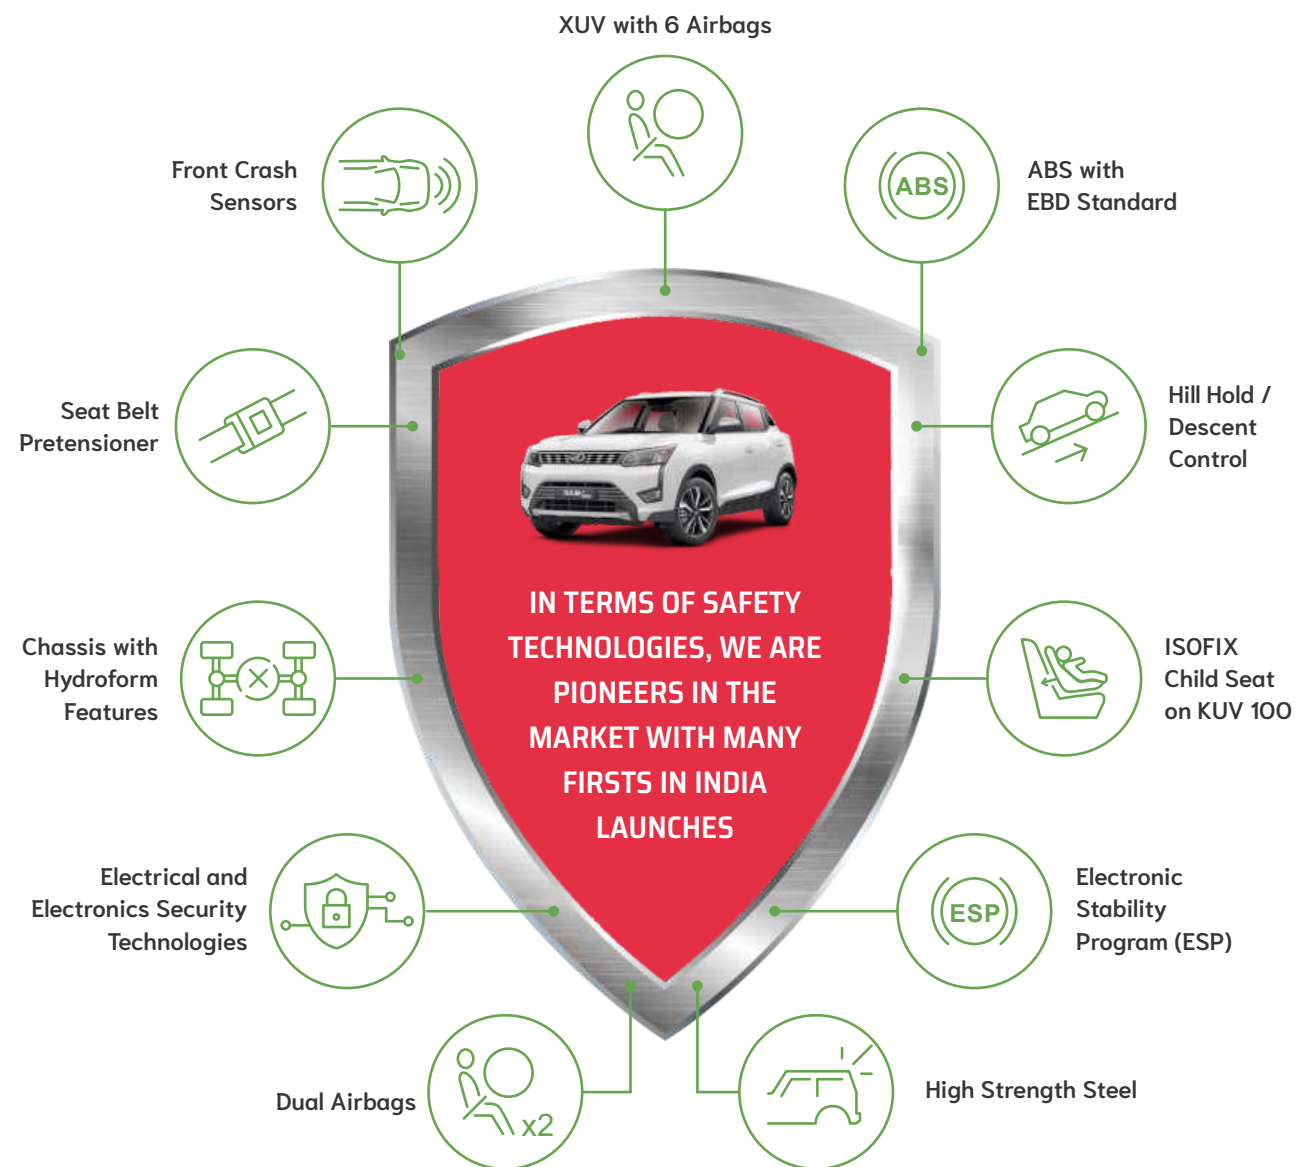 XUV with 6 Airbags
Front Crash
Sensors
ABS
ABS with
EBD Standard
Seat Belt
Pretensioner
Hill Hold /
Descent
Control
IN TERMS OF SAFETY
TECHNOLOGIES, WE ARE
PIONEERS IN THE
MARKET WITH MANY
FIRSTS IN INDIA
LAUNCHES
Chassis with
Hydroform
Features
ISOFIX
Child Seat
on KUV 100
Electrical and
Electronics Security
Technologies
ESP
Electronic
Stability
Program (ESP)
Dual Airbags
x2
High Strength Steel